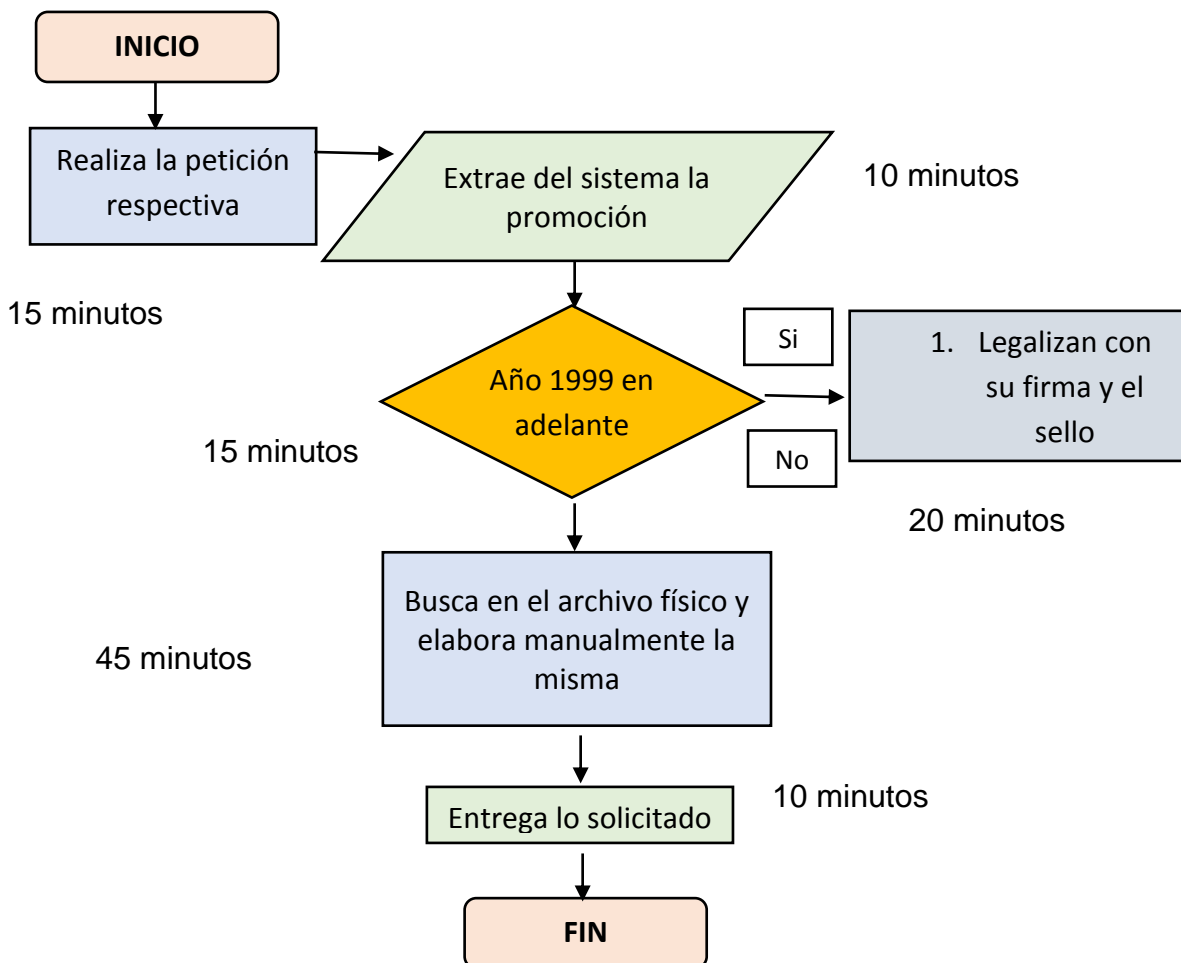 INICIO
Realiza la petición
respectiva
Extrae del sistema la
promoción
10 minutos
15 minutos
Año 1999 en
adelante
Si
No
1. Legalizan con
su firma y el
sello
15 minutos
20 minutos
Busca en el archivo físico y
elabora manualmente la
misma
45 minutos
Entrega lo solicitado
10 minutos
FIN